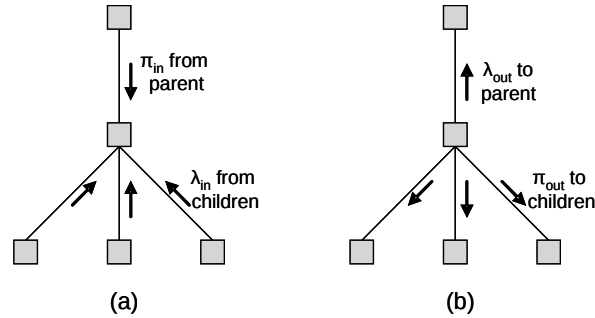 π_in from
parent
λ_in from
children
(a)
λ_out to
parent
π_out to
children
(b)